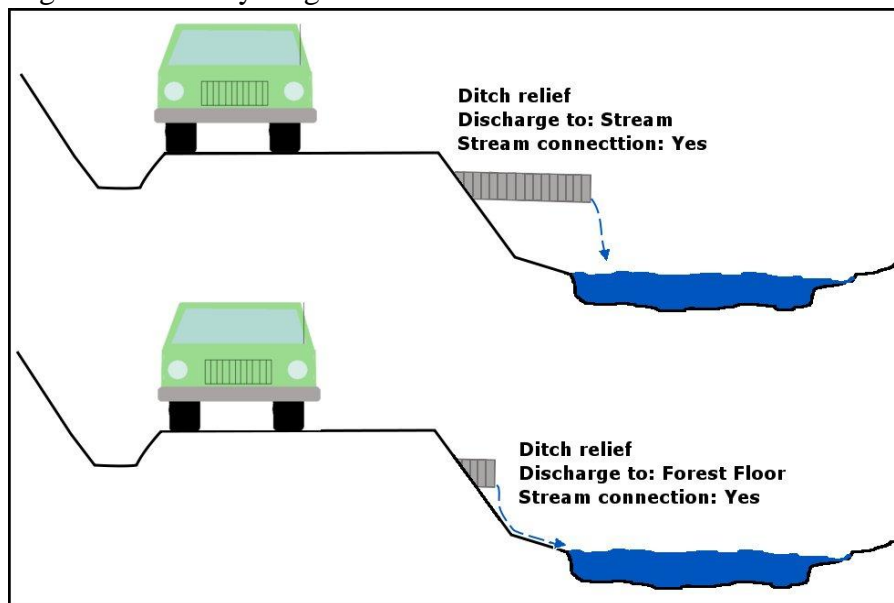 Ditch relief
Discharge to: Stream
Stream connecttion: Yes
Ditch relief
Discharge to: Forest Floor
Stream connection: Yes